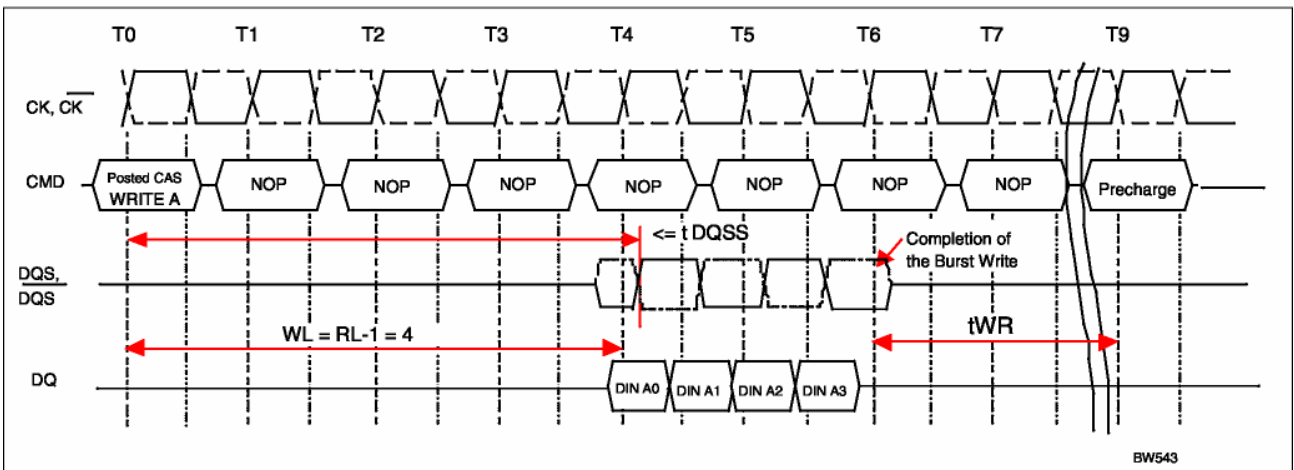 T0 T1 T2 T3 T4 T5 T6 T7 T9
CK, CK
CMD
Posted CAS
WRITE A
NOP NOP NOP NOP NOP NOP NOP Precharge
<= t DQSS
Completion of
the Burst Write
DQS,
DQS
WL = RL-1 = 4
tWR
DQ
DIN A0 DIN A1 DIN A2 DIN A3
BW543